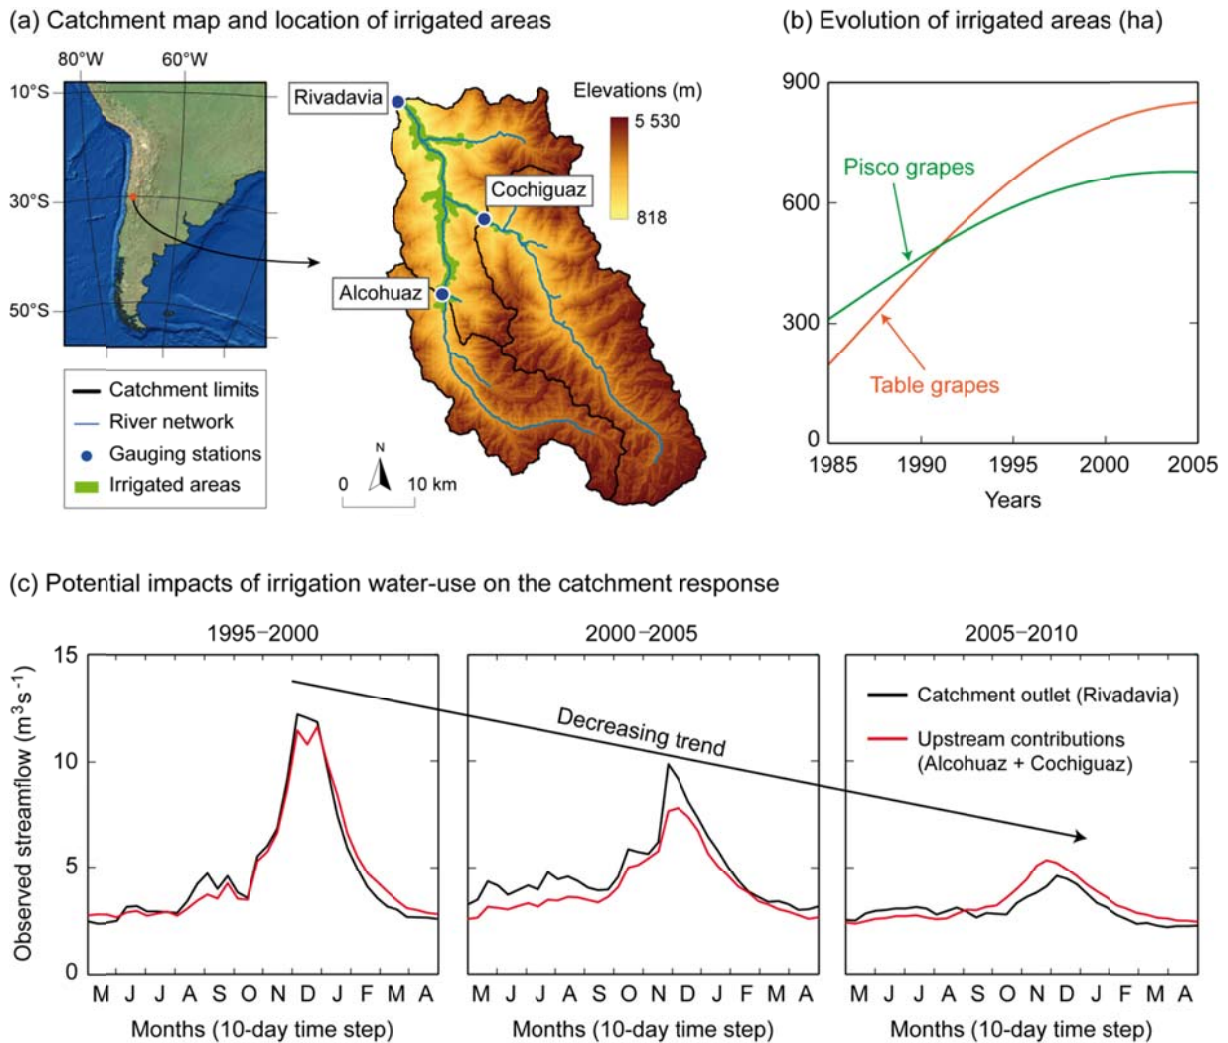 (a) Catchment map and location of irrigated areas
80°W
60°W
10°S
30°S
50°S
Rivadavia
Cochiguaz
Alcohuaz
Elevations (m)
5 530
818
Catchment limits
River network
Gauging stations
Irrigated areas
N
0
10 km
(b) Evolution of irrigated areas (ha)
900
600
300
0
Pisco grapes
Table grapes
1985
1990
1995
2000
2005
Years
(c) Potential impacts of irrigation water-use on the catchment response
1995–2000
2000–2005
2005–2010
Observed streamflow (m³s⁻¹)
15
10
5
0
Decreasing trend
Catchment outlet (Rivadavia)
Upstream contributions
(Alcohuaz + Cochiguaz)
M J J A S O N D J F M A
M J J A S O N D J F M A
M J J A S O N D J F M A
Months (10-day time step)
Months (10-day time step)
Months (10-day time step)